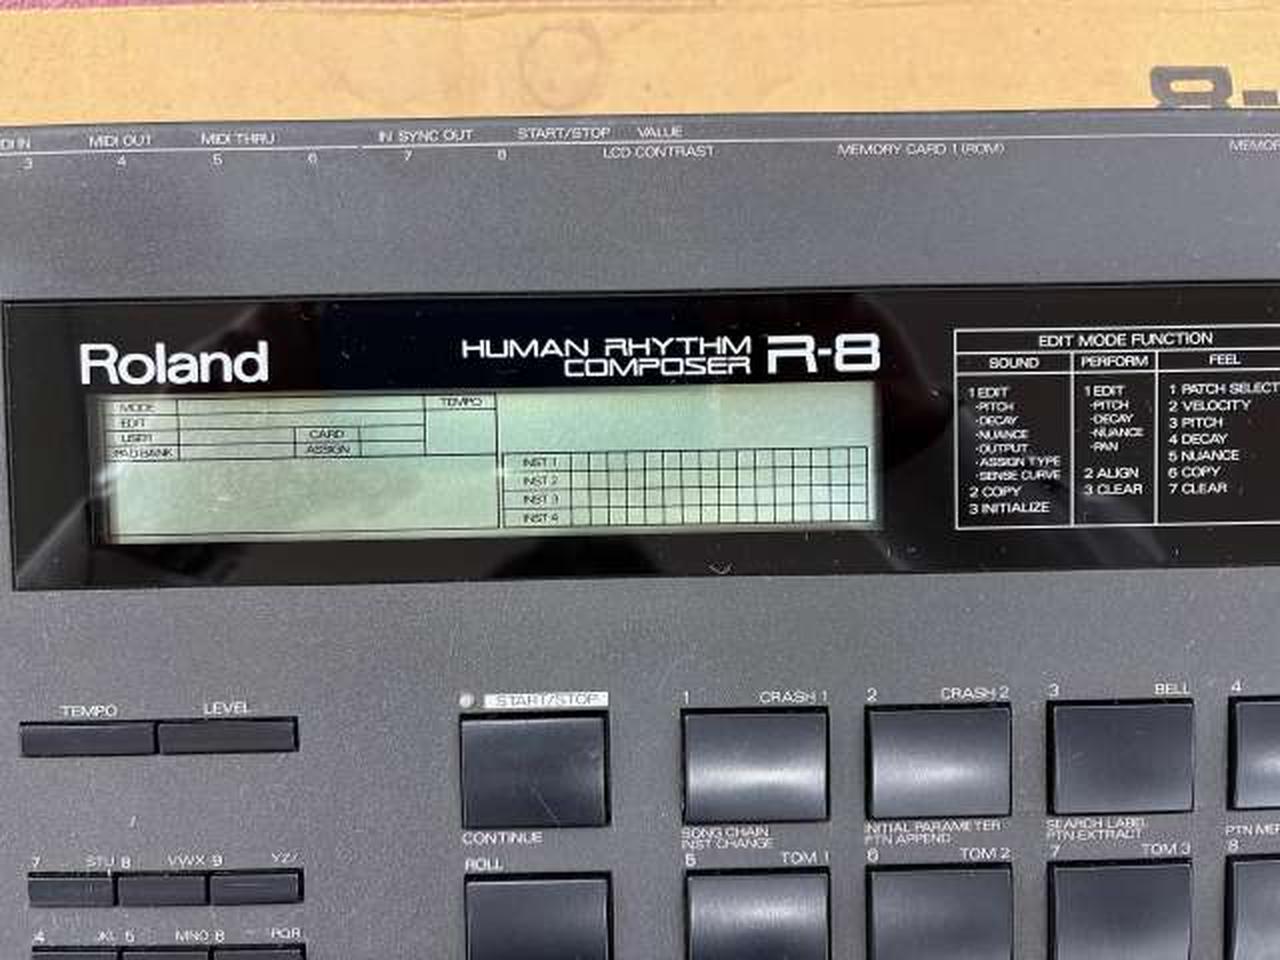 MIDI OUT MIDI THRU IN SYNC OUT START/STOP VALUE
3 4 5 6 7 8 LCD CONTRAST MEMORY CARD 1 (ROM)
Roland
HUMAN RHYTHM
COMPOSER R-8
MODE
EDIT
USER
PAD BANK
CARD
ASSIGN
TEMPO
INST 1
INST 2
INST 3
INST 4
EDIT MODE FUNCTION
SOUND
1 EDIT
·PITCH
·DECAY
·NUANCE
·OUTPUT
·ASSIGN TYPE
·SENSE CURVE
2 COPY
3 INITIALIZE
PERFORM
1 EDIT
·PITCH
·DECAY
·NUANCE
·PAN
2 ALIGN
3 CLEAR
FEEL
1 PATCH SELECT
2 VELOCITY
3 PITCH
4 DECAY
5 NUANCE
6 COPY
7 CLEAR
TEMPO LEVEL
START/STOP
1 CRASH 1
2 CRASH 2
3 BELL
4
CONTINUE
SONG CHAIN
INST CHANGE
INITIAL PARAMETER
PTN APPEND
SEARCH LABEL
PTN EXTRACT
ROLL
5 TOM 1
6 TOM 2
7 TOM 3
8
7 STU 8 VWX 9 YZ/
4 JKL 5 MNO 6 PQR